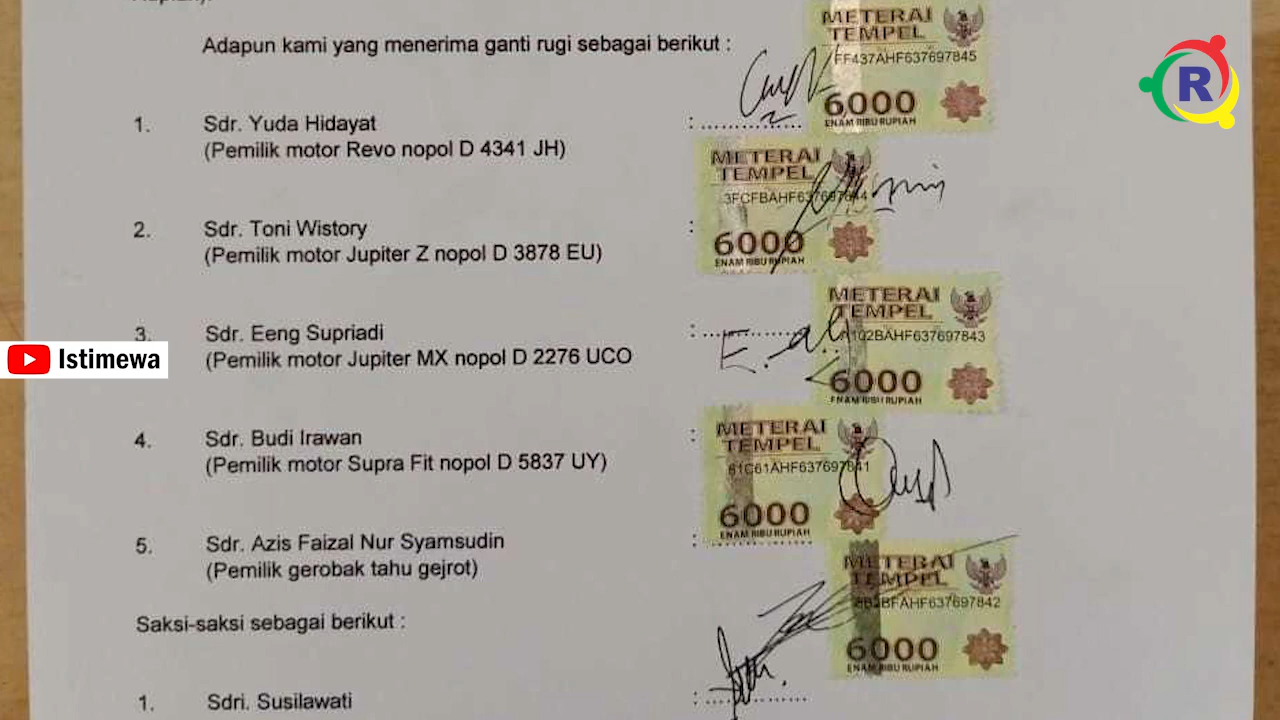 Adapun kami yang menerima ganti rugi sebagai berikut :
METERAI
TEMPEL
FF437AHF637697845
6000
ENAM RIBU RUPIAH
R
1. Sdr. Yuda Hidayat : ..............
(Pemilik motor Revo nopol D 4341 JH)
METERAI
TEMPEL
3FCFBAHF637697844
6000
ENAM RIBU RUPIAH
2. Sdr. Toni Wistory :
(Pemilik motor Jupiter Z nopol D 3878 EU)
METERAI
TEMPEL
A102BAHF637697843
6000
ENAM RIBU RUPIAH
3. Sdr. Eeng Supriadi : ..............
(Pemilik motor Jupiter MX nopol D 2276 UCO
Istimewa
METERAI
TEMPEL
61C61AHF637697841
6000
ENAM RIBU RUPIAH
4. Sdr. Budi Irawan :
(Pemilik motor Supra Fit nopol D 5837 UY)
5. Sdr. Azis Faizal Nur Syamsudin : ..............
(Pemilik gerobak tahu gejrot)
METERAI
TEMPEL
6000
ENAM RIBU RUPIAH
Saksi-saksi sebagai berikut :
1. Sdri. Susilawati : ..............